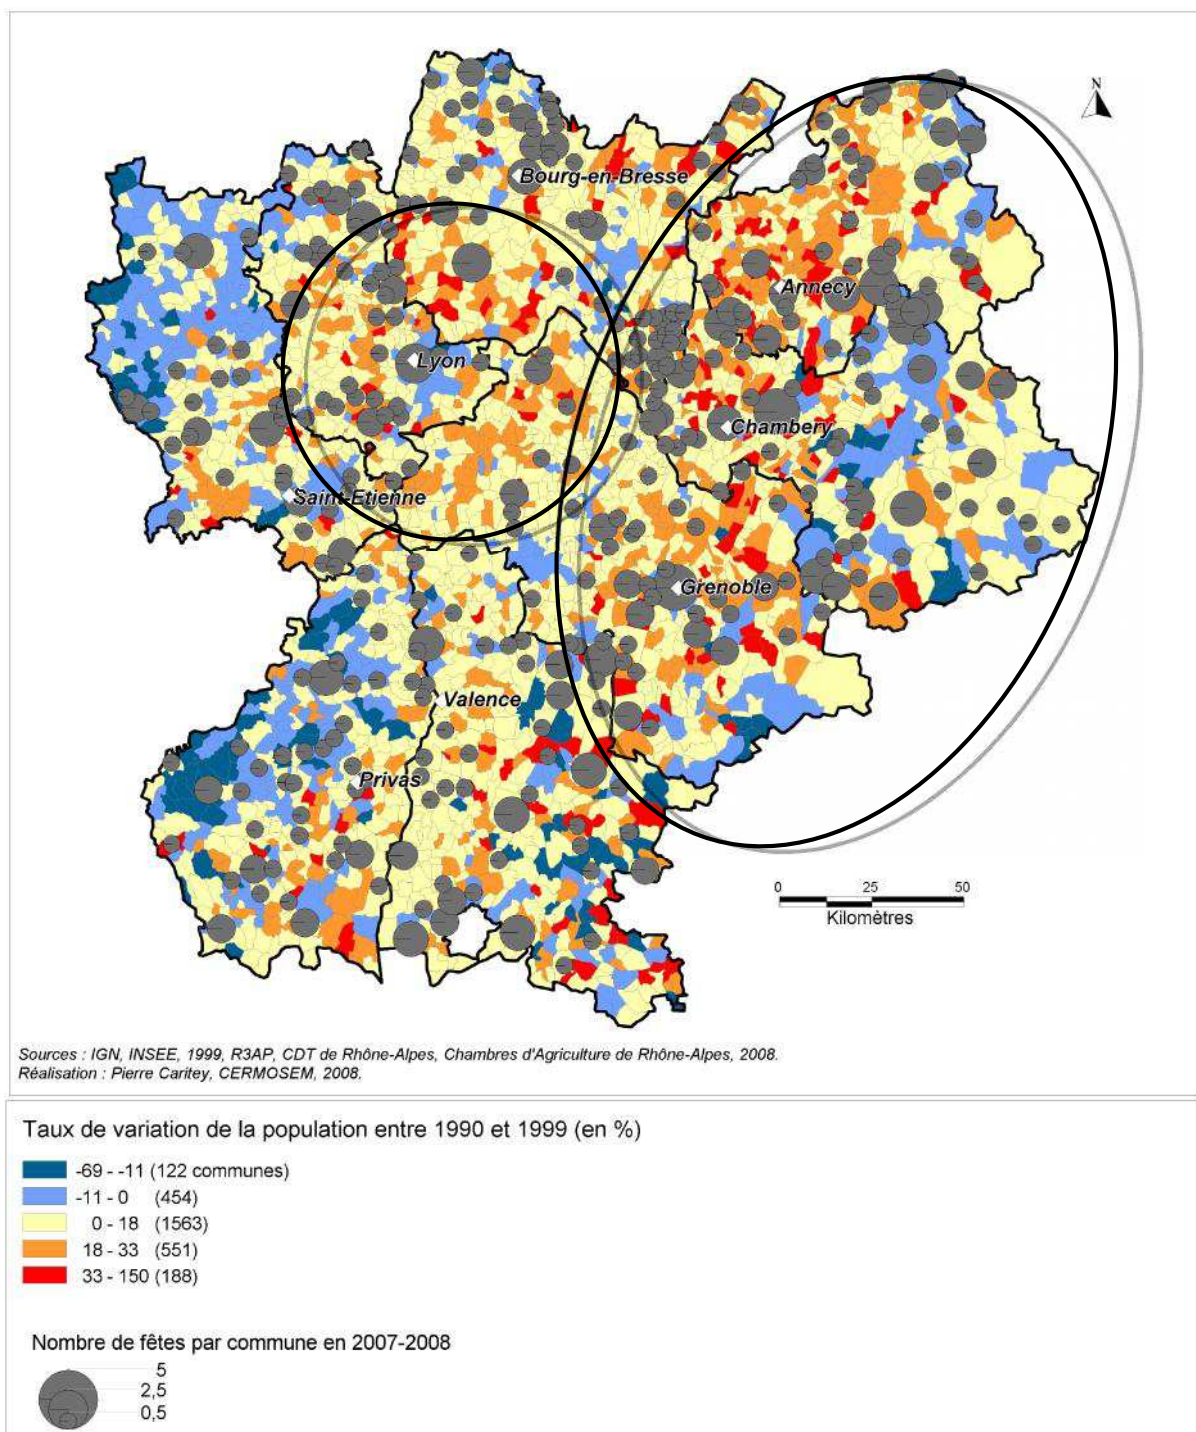 N
Bourg-en-Bresse
Annecy
Lyon
Chambery
Saint-Etienne
Grenoble
Valence
Privas
0 25 50
Kilomètres
Sources : IGN, INSEE, 1999, R3AP, CDT de Rhône-Alpes, Chambres d'Agriculture de Rhône-Alpes, 2008.
Réalisation : Pierre Caritey, CERMOSEM, 2008.
Taux de variation de la population entre 1990 et 1999 (en %)
-69 - -11 (122 communes)
-11 - 0 (454)
0 - 18 (1563)
18 - 33 (551)
33 - 150 (188)
Nombre de fêtes par commune en 2007-2008
5
2,5
0,5